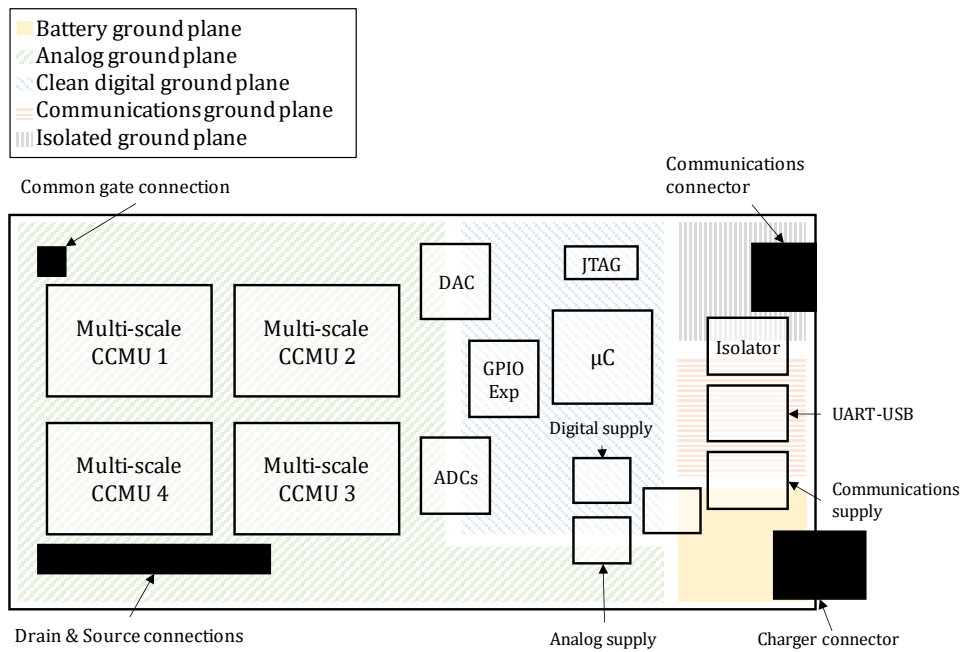 Battery ground plane
Analog ground plane
Clean digital ground plane
Communications ground plane
Isolated ground plane
Common gate connection
Communications
connector
DAC
JTAG
Multi-scale
CCMU 1
Multi-scale
CCMU 2
GPIO
Exp
µC
Isolator
UART-USB
Digital supply
Multi-scale
CCMU 4
Multi-scale
CCMU 3
ADCs
Communications
supply
Drain & Source connections
Analog supply
Charger connector